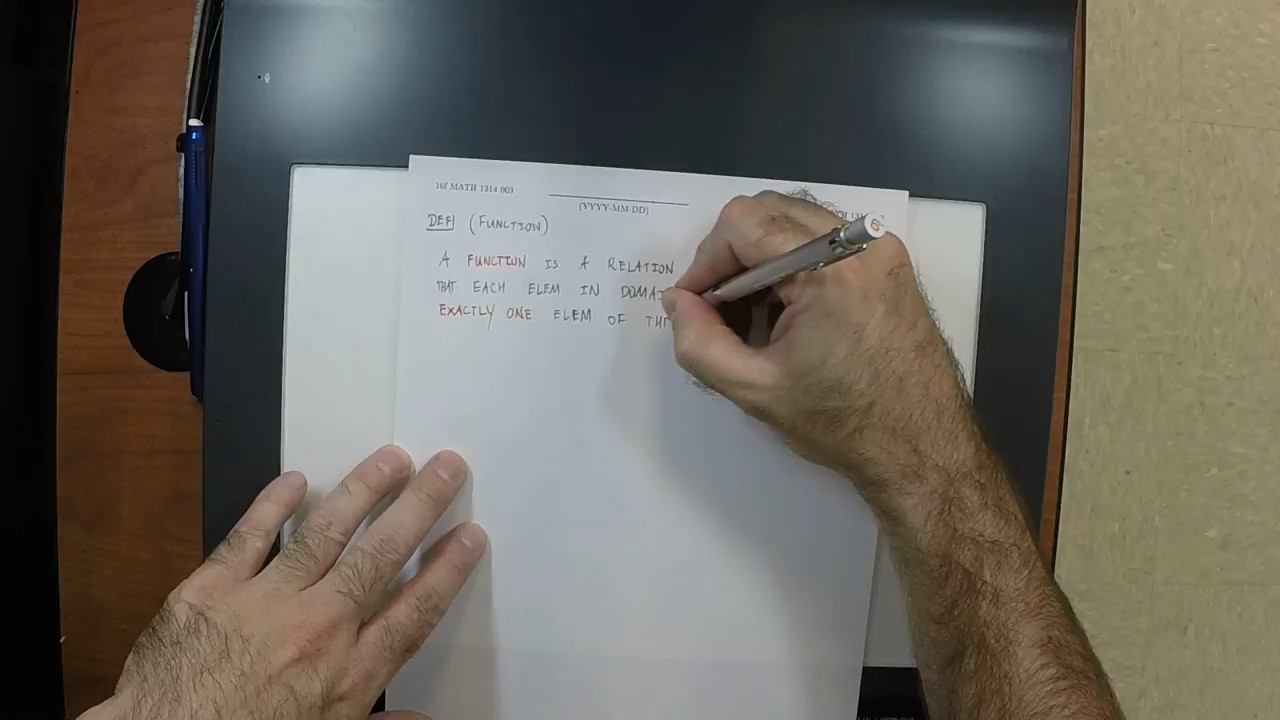 16f MATH 1314 003
(YYYY-MM-DD)
DEF (FUNCTION)
A FUNCTION IS A RELATION
THAT EACH ELEM IN
EXACTLY ONE ELEM OF